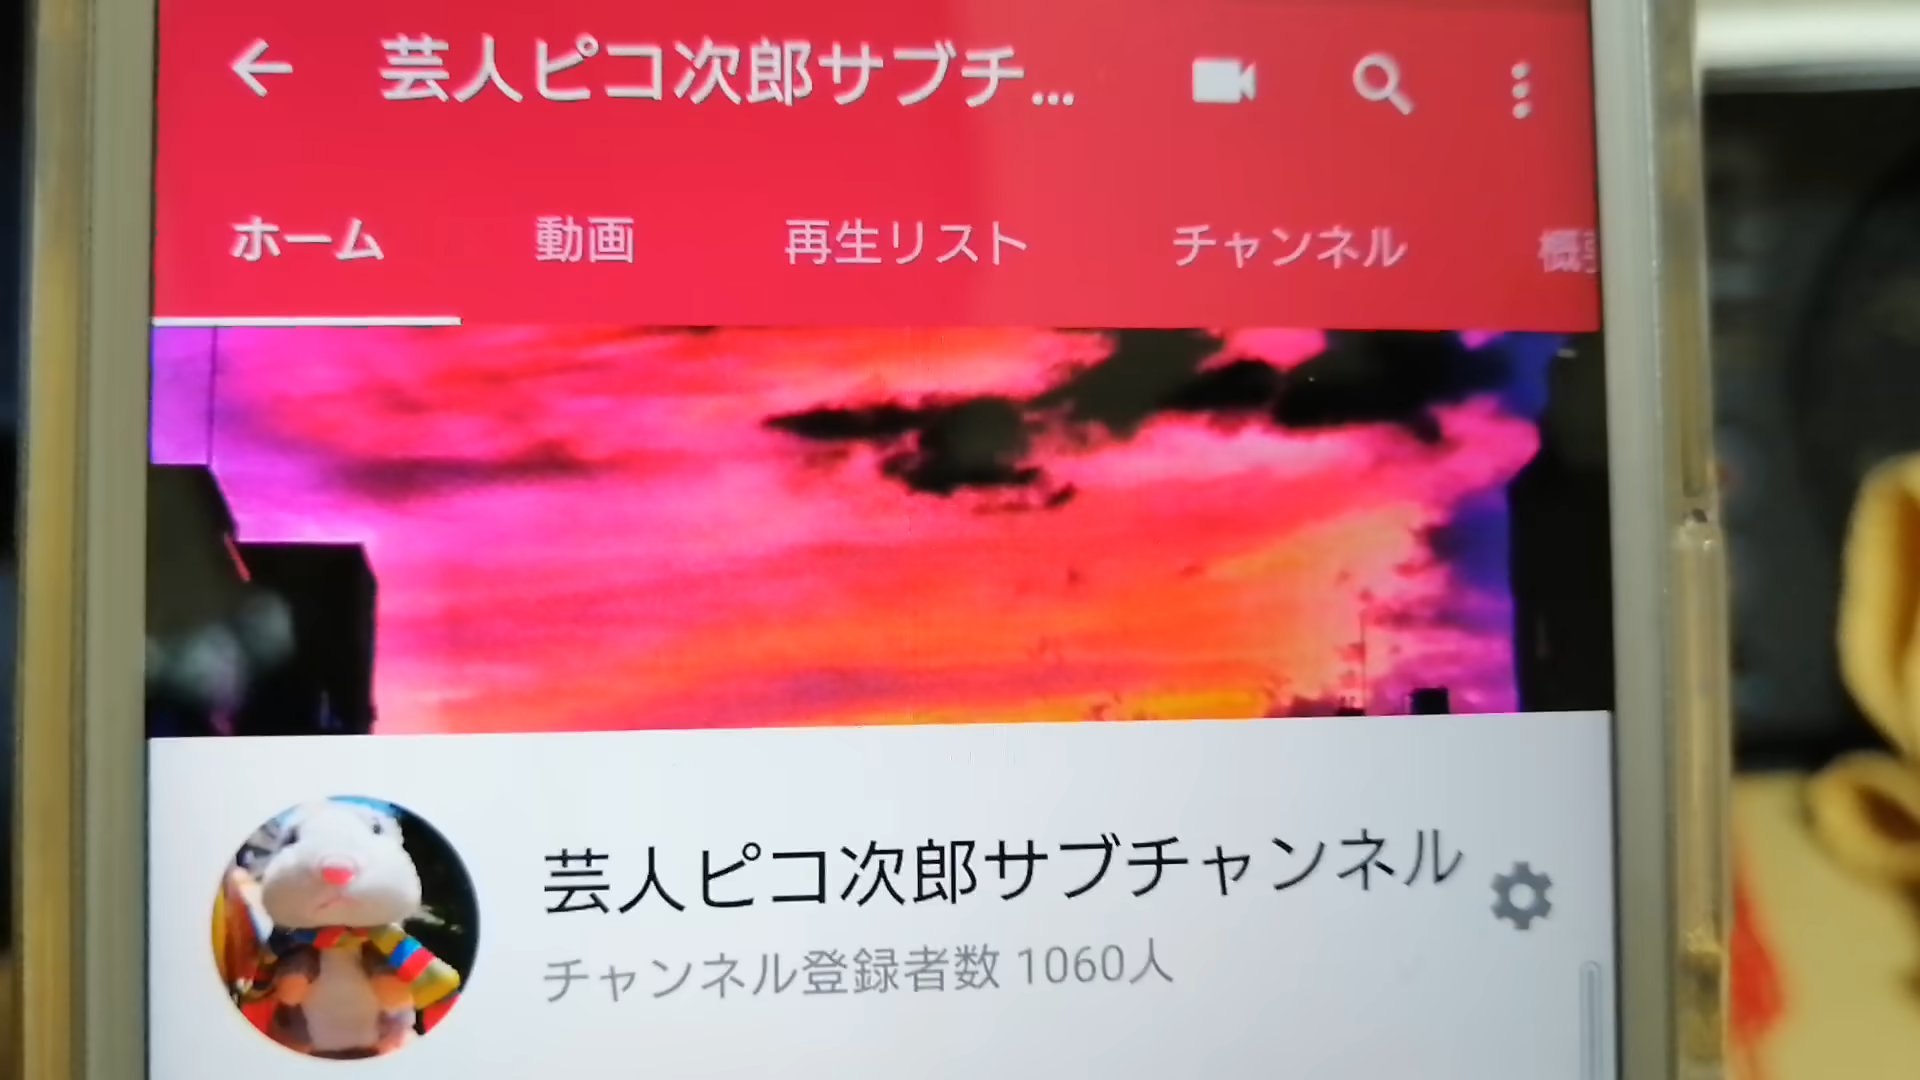 芸人ピコ次郎サブチ...
ホーム 動画 再生リスト チャンネル 概
芸人ピコ次郎サブチャンネル
チャンネル登録者数 1060人